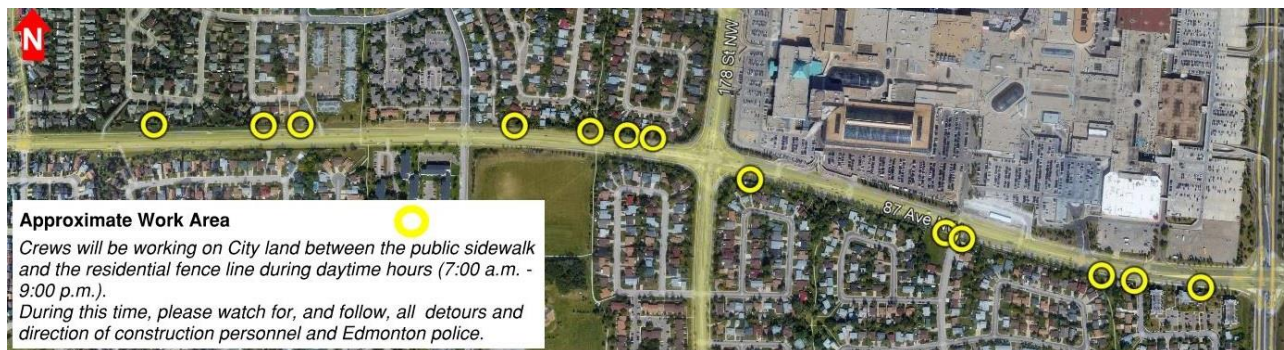 N
178 St NW
87 Ave NW
Approximate Work Area
Crews will be working on City land between the public sidewalk
and the residential fence line during daytime hours (7:00 a.m. -
9:00 p.m.).
During this time, please watch for, and follow, all detours and
direction of construction personnel and Edmonton police.